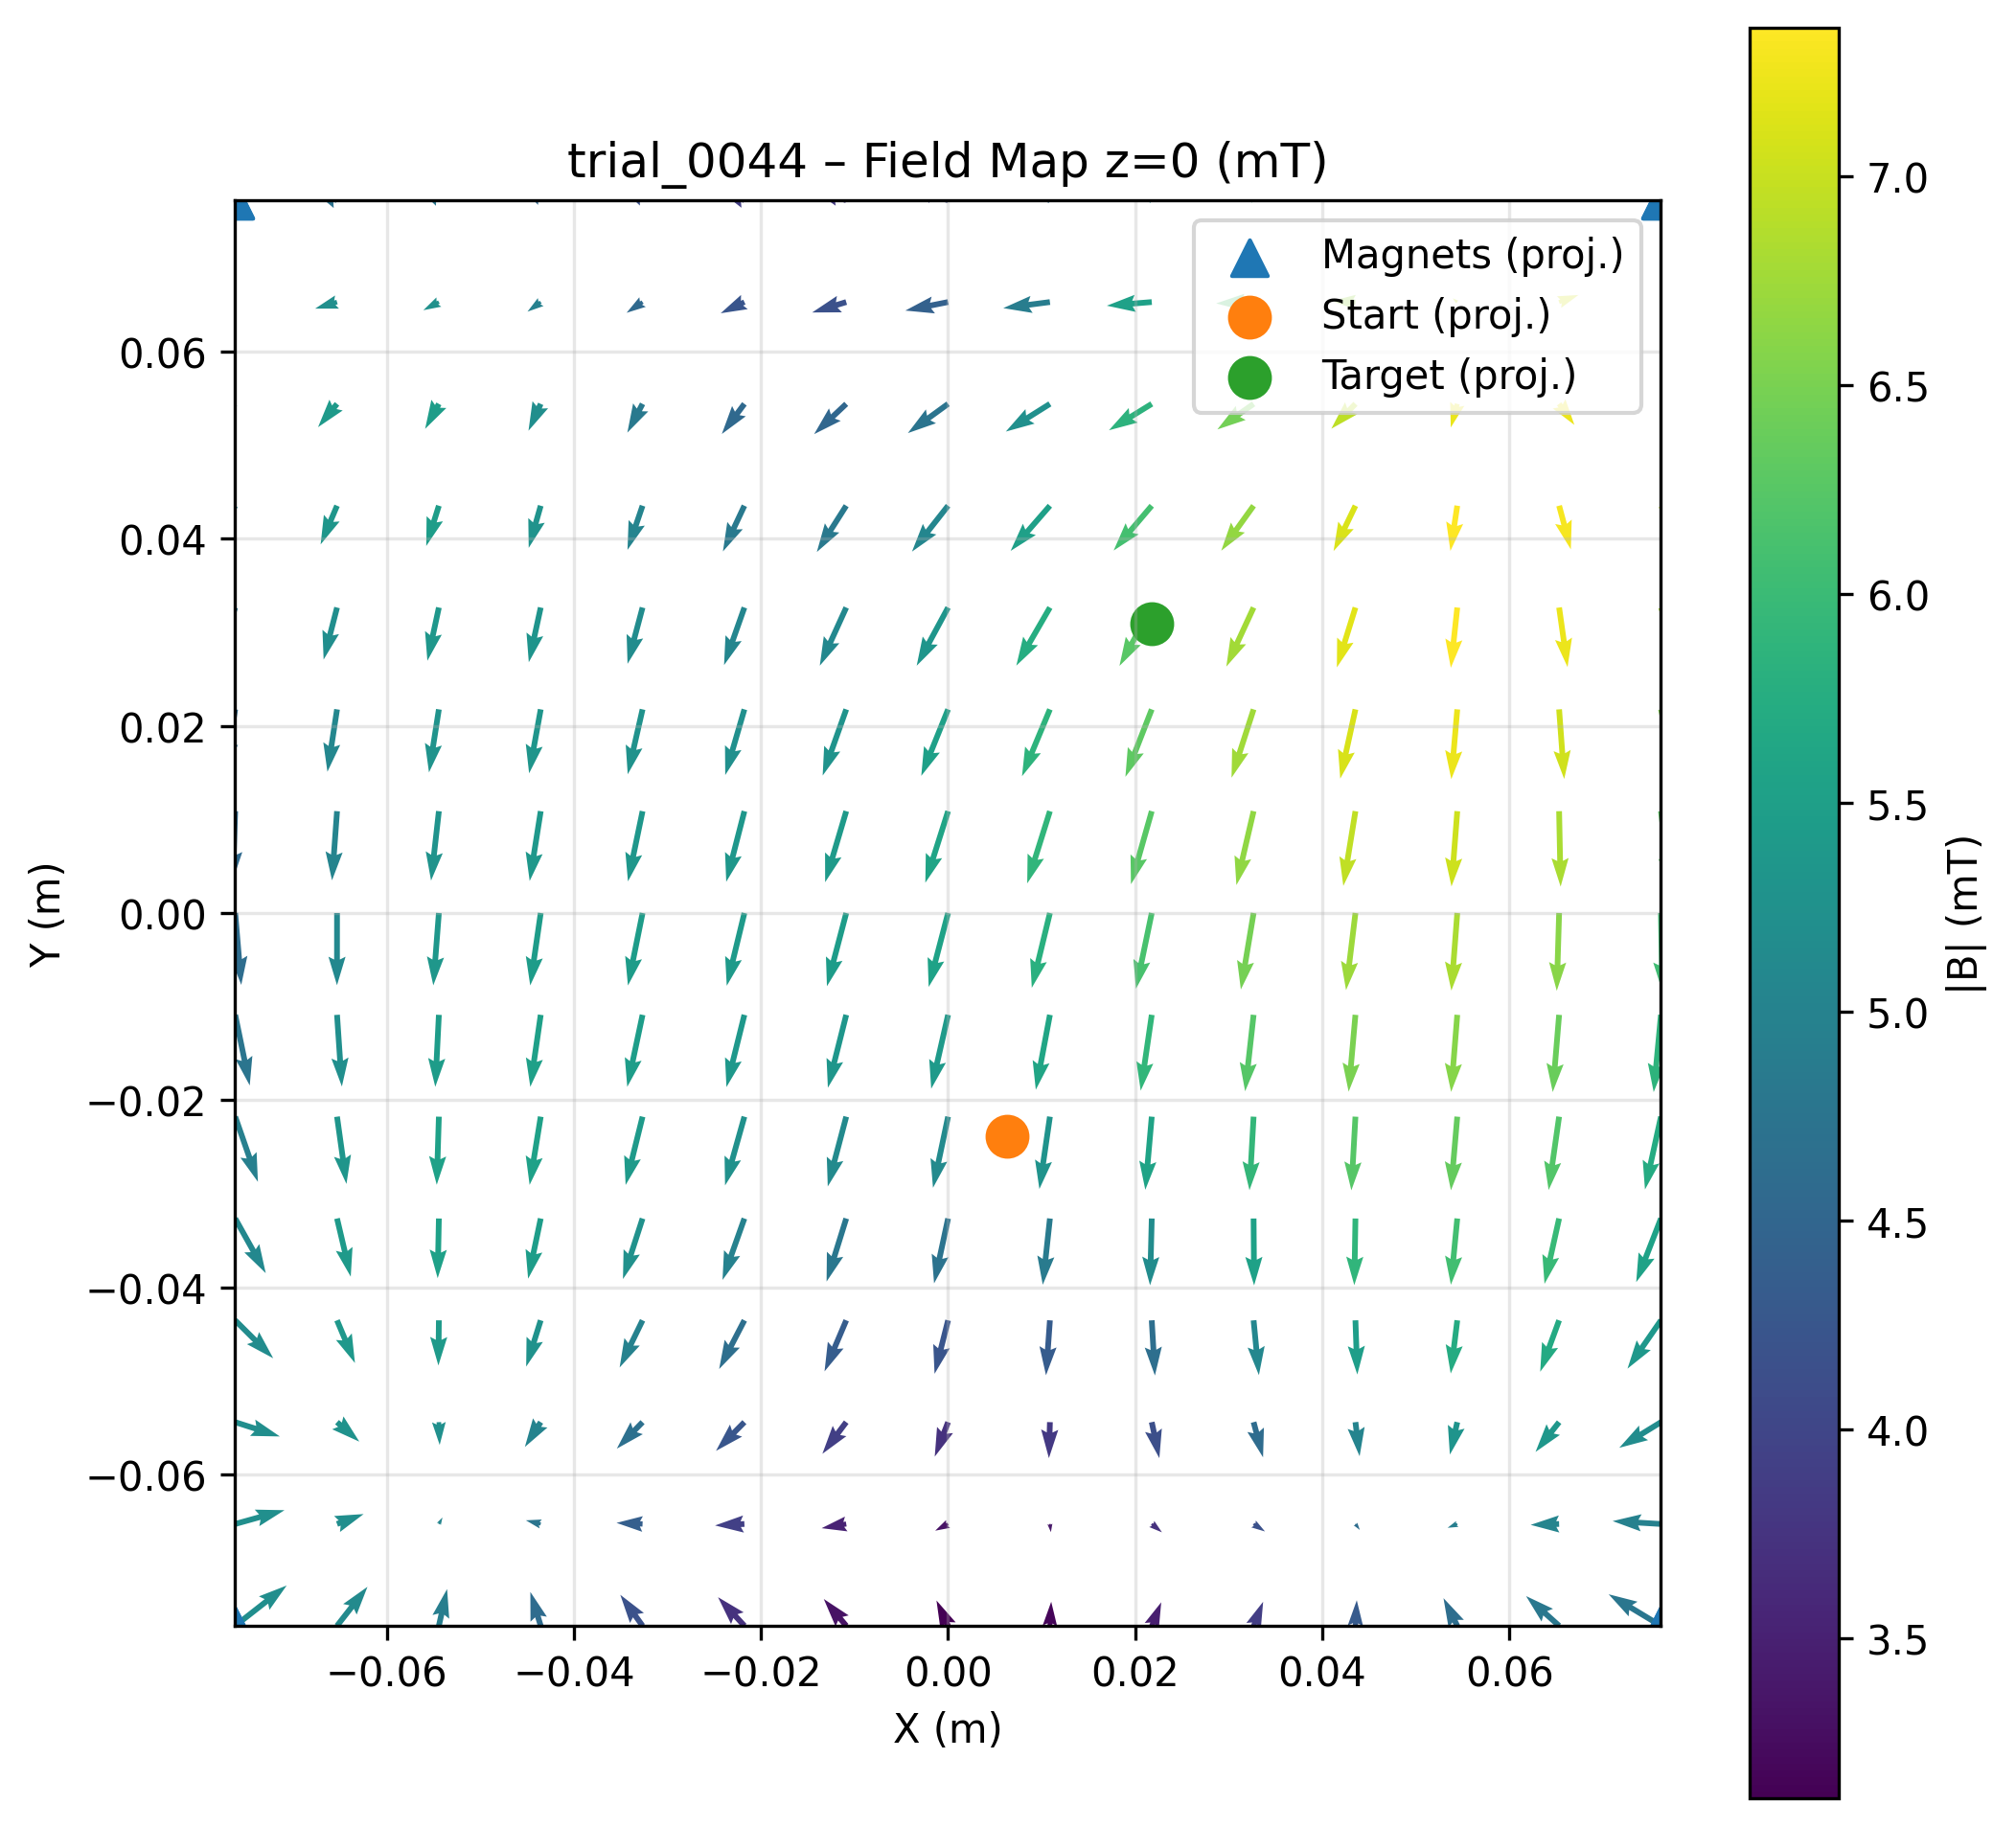 trial_0044 – Field Map z=0 (mT)
Magnets (proj.)
Start (proj.)
Target (proj.)
Y (m)
0.06
0.04
0.02
0.00
−0.02
−0.04
−0.06
−0.06 −0.04 −0.02 0.00 0.02 0.04 0.06
X (m)
7.0
6.5
6.0
5.5
5.0
4.5
4.0
3.5
|B| (mT)